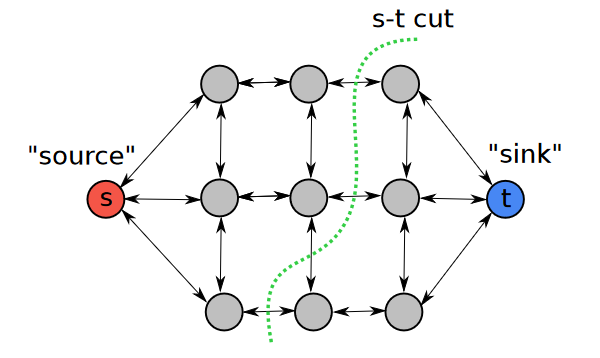 s-t cut
"source"
"sink"
s
t